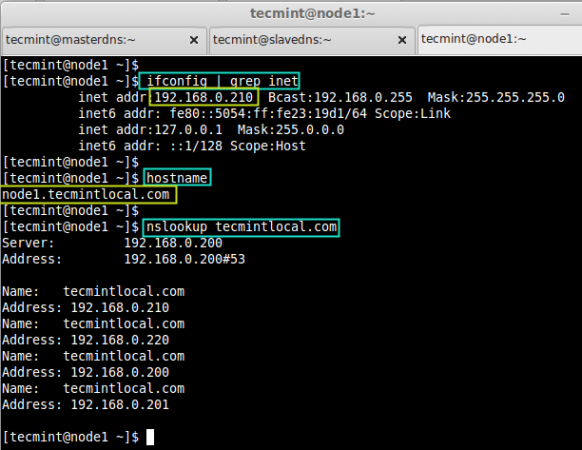 tecmint@node1:~
tecmint@masterdns:~ × tecmint@slavedns:~ × tecmint@node1:~
[tecmint@node1 ~]$
[tecmint@node1 ~]$ ifconfig | grep inet
inet addr:192.168.0.210 Bcast:192.168.0.255 Mask:255.255.255.0
inet6 addr: fe80::5054:ff:fe23:19d1/64 Scope:Link
inet addr:127.0.0.1 Mask:255.0.0.0
inet6 addr: ::1/128 Scope:Host
[tecmint@node1 ~]$
[tecmint@node1 ~]$ hostname
node1.tecmintlocal.com
[tecmint@node1 ~]$
[tecmint@node1 ~]$ nslookup tecmintlocal.com
Server: 192.168.0.200
Address: 192.168.0.200#53
Name: tecmintlocal.com
Address: 192.168.0.210
Name: tecmintlocal.com
Address: 192.168.0.220
Name: tecmintlocal.com
Address: 192.168.0.200
Name: tecmintlocal.com
Address: 192.168.0.201
[tecmint@node1 ~]$